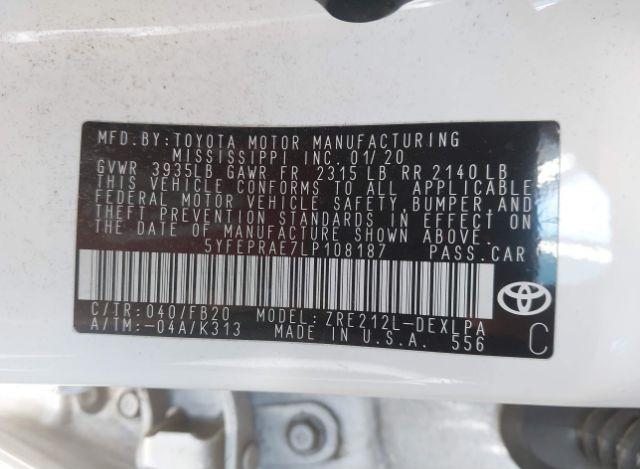 MFD. BY: TOYOTA MOTOR MANUFACTURING
MISSISSIPPI INC. 01/20
GVWR 3935LB GAWR FR 2315 LB RR 2140 LB
THIS VEHICLE CONFORMS TO ALL APPLICABLE
FEDERAL MOTOR VEHICLE SAFETY, BUMPER, AND
THEFT PREVENTION STANDARDS IN EFFECT ON
THE DATE OF MANUFACTURE SHOWN ABOVE.
5YFEPRAE7LP108187 PASS. CAR
C/TR: 040/FB20 MODEL: ZRE212L-DEXLPA
A/TM: -04A/K313 MADE IN U.S.A. 556
C